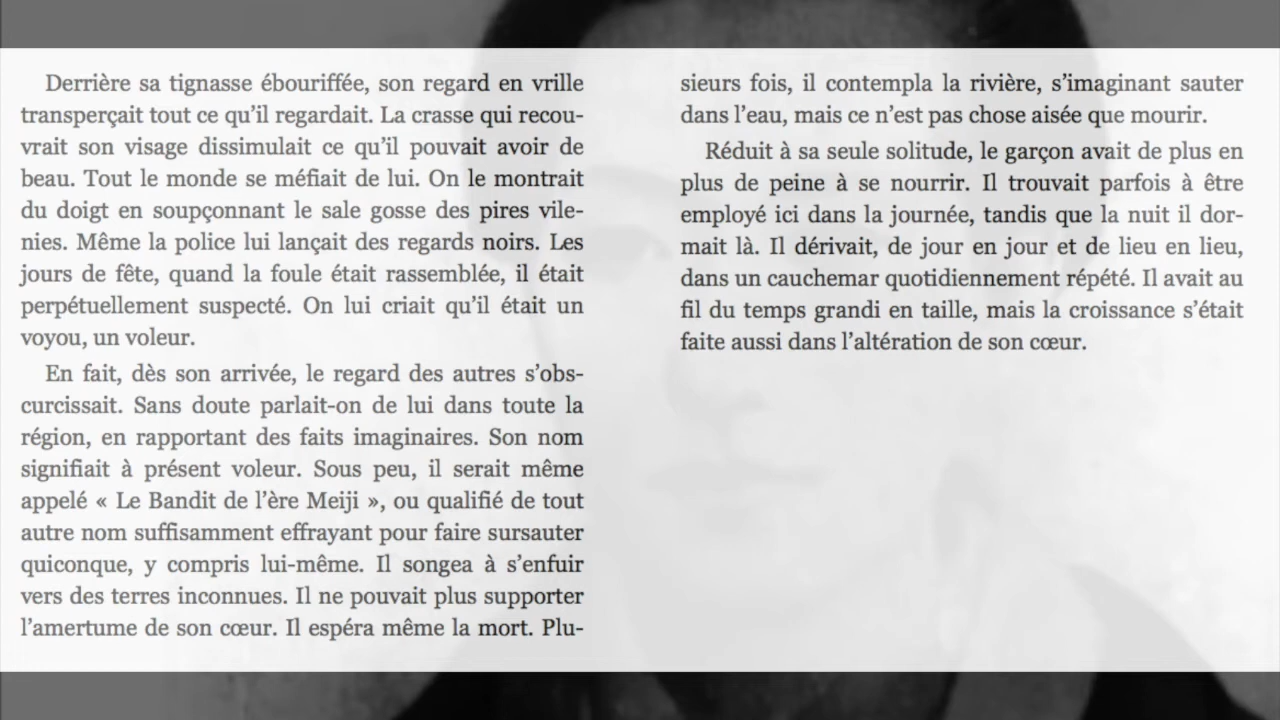 Derrière sa tignasse ébouriffée, son regard en vrille
transperçait tout ce qu’il regardait. La crasse qui recou-
vrait son visage dissimulait ce qu’il pouvait avoir de
beau. Tout le monde se méfiait de lui. On le montrait
du doigt en soupçonnant le sale gosse des pires vile-
nies. Même la police lui lançait des regards noirs. Les
jours de fête, quand la foule était rassemblée, il était
perpétuellement suspecté. On lui criait qu’il était un
voyou, un voleur.
En fait, dès son arrivée, le regard des autres s’obs-
curcissait. Sans doute parlait-on de lui dans toute la
région, en rapportant des faits imaginaires. Son nom
signifiait à présent voleur. Sous peu, il serait même
appelé « Le Bandit de l’ère Meiji », ou qualifié de tout
autre nom suffisamment effrayant pour faire sursauter
quiconque, y compris lui-même. Il songea à s’enfuir
vers des terres inconnues. Il ne pouvait plus supporter
l’amertume de son cœur. Il espéra même la mort. Plu-
sieurs fois, il contempla la rivière, s’imaginant sauter
dans l’eau, mais ce n’est pas chose aisée que mourir.
Réduit à sa seule solitude, le garçon avait de plus en
plus de peine à se nourrir. Il trouvait parfois à être
employé ici dans la journée, tandis que la nuit il dor-
mait là. Il dérivait, de jour en jour et de lieu en lieu,
dans un cauchemar quotidiennement répété. Il avait au
fil du temps grandi en taille, mais la croissance s’était
faite aussi dans l’altération de son cœur.